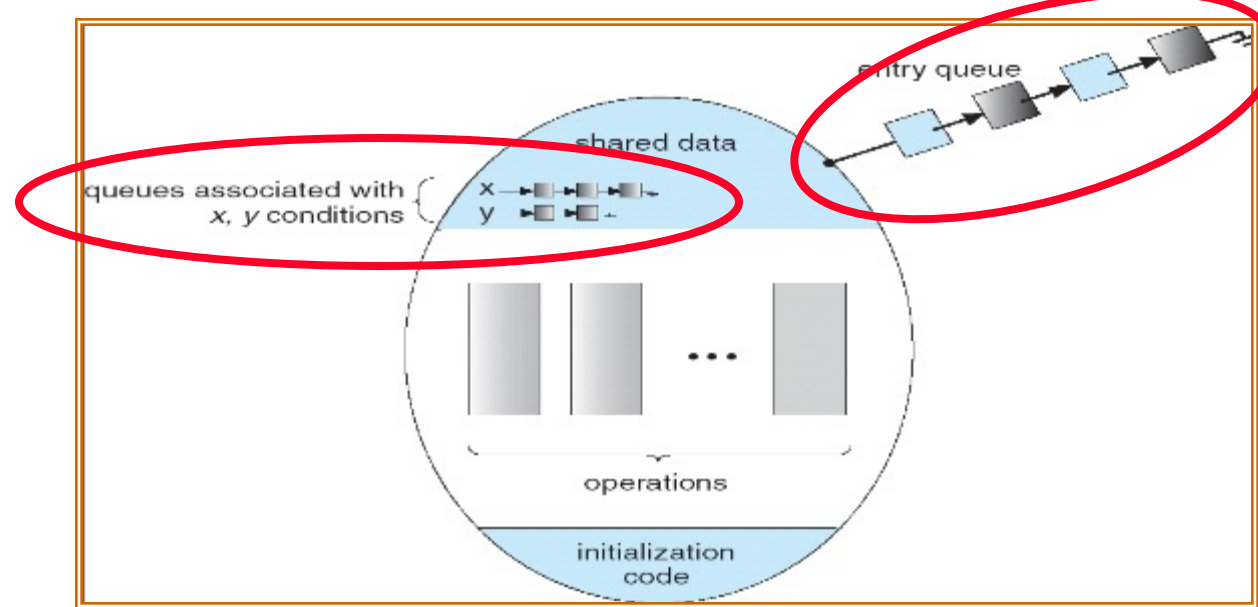 entry queue
shared data
queues associated with
x, y conditions
x
y
operations
initialization
code